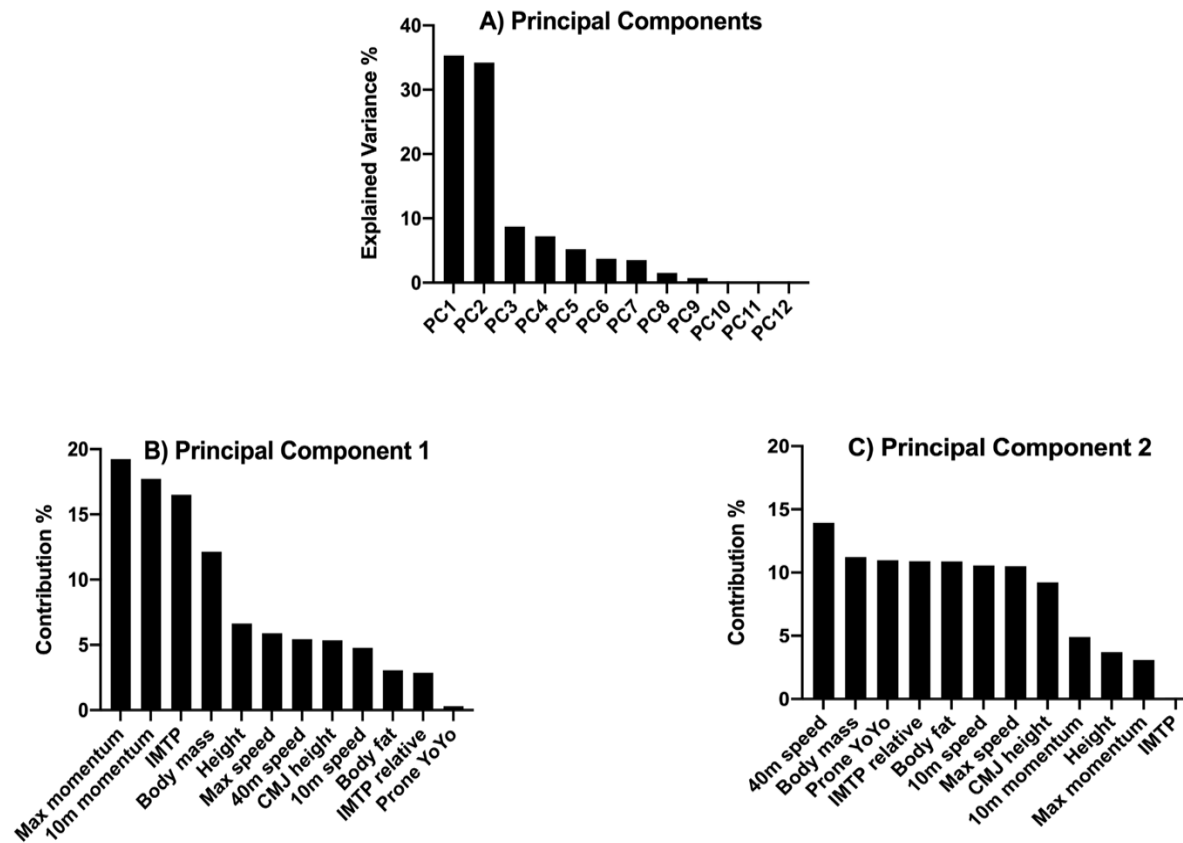 A) Principal Components
Explained Variance %
40
30
20
10
0
PC1 PC2 PC3 PC4 PC5 PC6 PC7 PC8 PC9 PC10 PC11 PC12
B) Principal Component 1
Contribution %
20
15
10
5
0
Max momentum
10m momentum
IMTP
Body mass
Height
Max speed
40m speed
CMJ height
10m speed
Body fat
IMTP relative
Prone YoYo
C) Principal Component 2
Contribution %
20
15
10
5
0
40m speed
Body mass
Prone YoYo
IMTP relative
Body fat
10m speed
Max speed
CMJ height
10m momentum
Height
Max momentum
IMTP